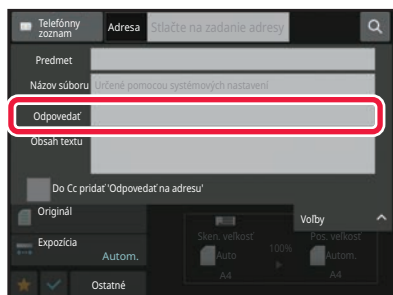 Telefónny
zoznam
Adresa
Stlačte na zadanie adresy
Predmet
Názov súboru
Určené pomocou systémových nastavení
Odpovedať
Obsah textu
Do Cc pridať 'Odpovedať na adresu'
Originál
Voľby
Expozícia
Autom.
Sken. veľkosť
Auto
A4
100%
Pos. veľkosť
Autom.
A4
Ostatné